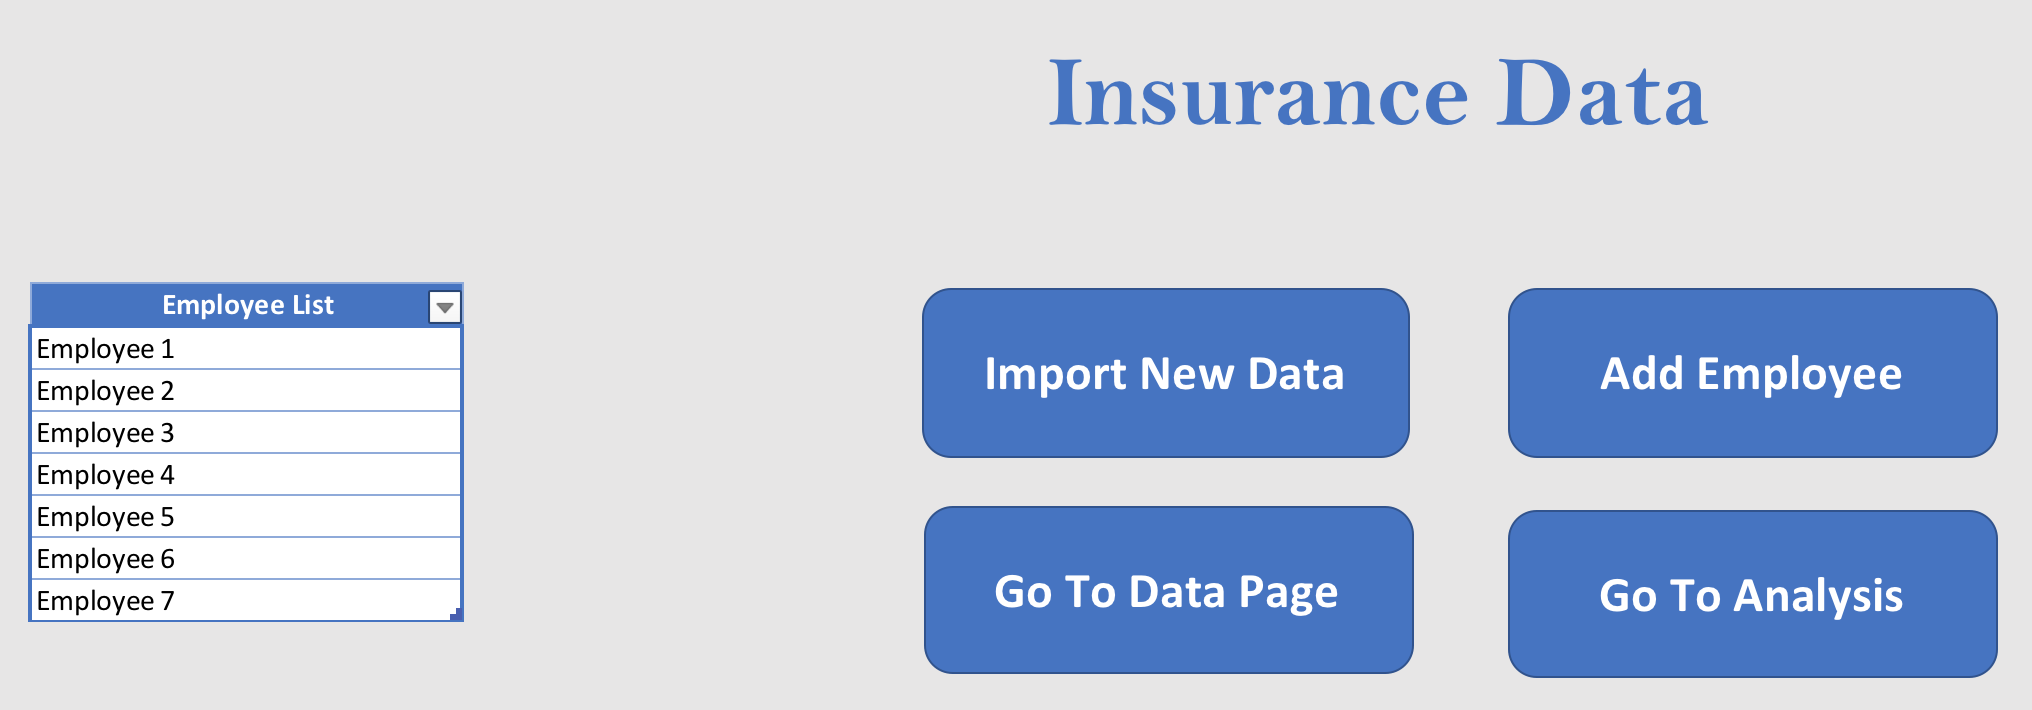 Insurance Data
Employee List
Employee 1
Employee 2
Employee 3
Employee 4
Employee 5
Employee 6
Employee 7
Import New Data
Add Employee
Go To Data Page
Go To Analysis